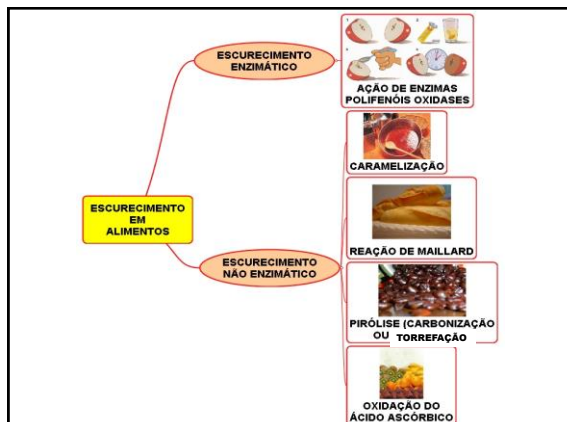 ESCURECIMENTO
EM
ALIMENTOS
ESCURECIMENTO
ENZIMÁTICO
AÇÃO DE ENZIMAS
POLIFENÓIS OXIDASES
ESCURECIMENTO
NÃO ENZIMÁTICO
CARAMELIZAÇÃO
REAÇÃO DE MAILLARD
PIRÓLISE (CARBONIZAÇÃO
OU TORREFAÇÃO
OXIDAÇÃO DO
ÁCIDO ASCÓRBICO